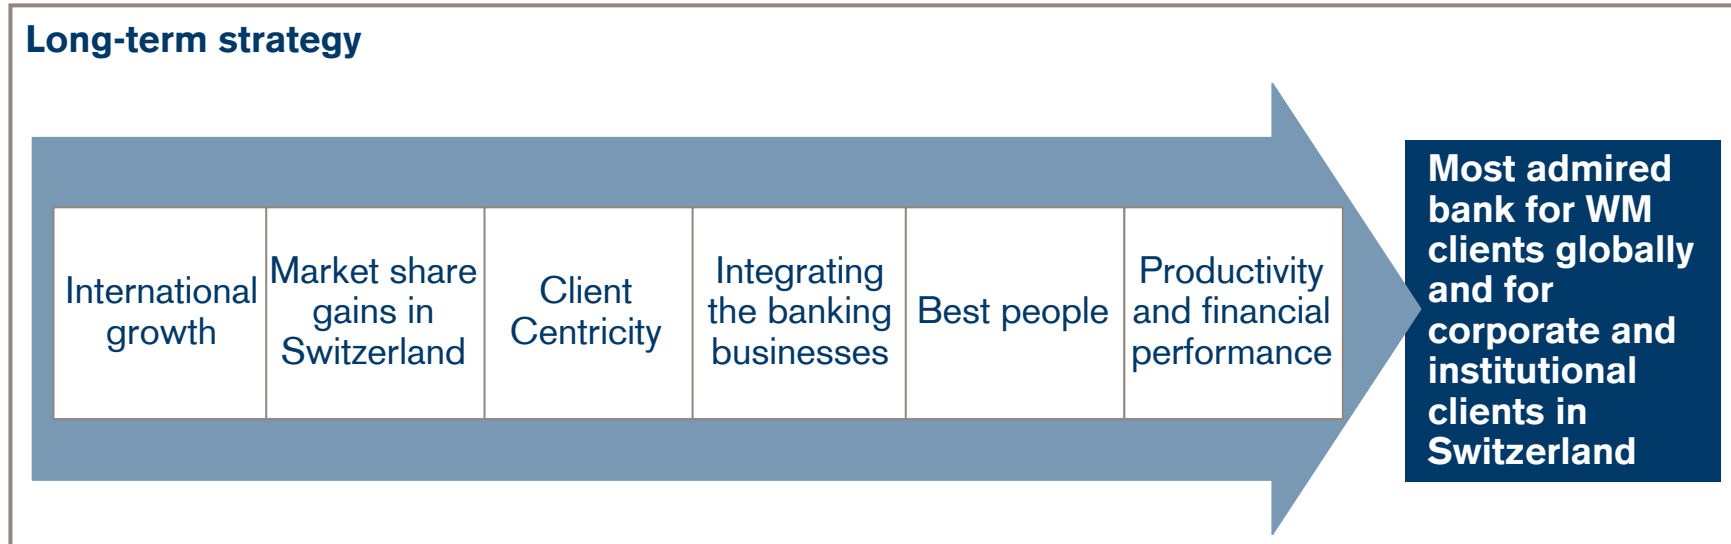 Long-term strategy
International
growth
Market share
gains in
Switzerland
Client
Centricity
Integrating
the banking
businesses
Best people
Productivity
and financial
performance
Most admired
bank for WM
clients globally
and for
corporate and
institutional
clients in
Switzerland